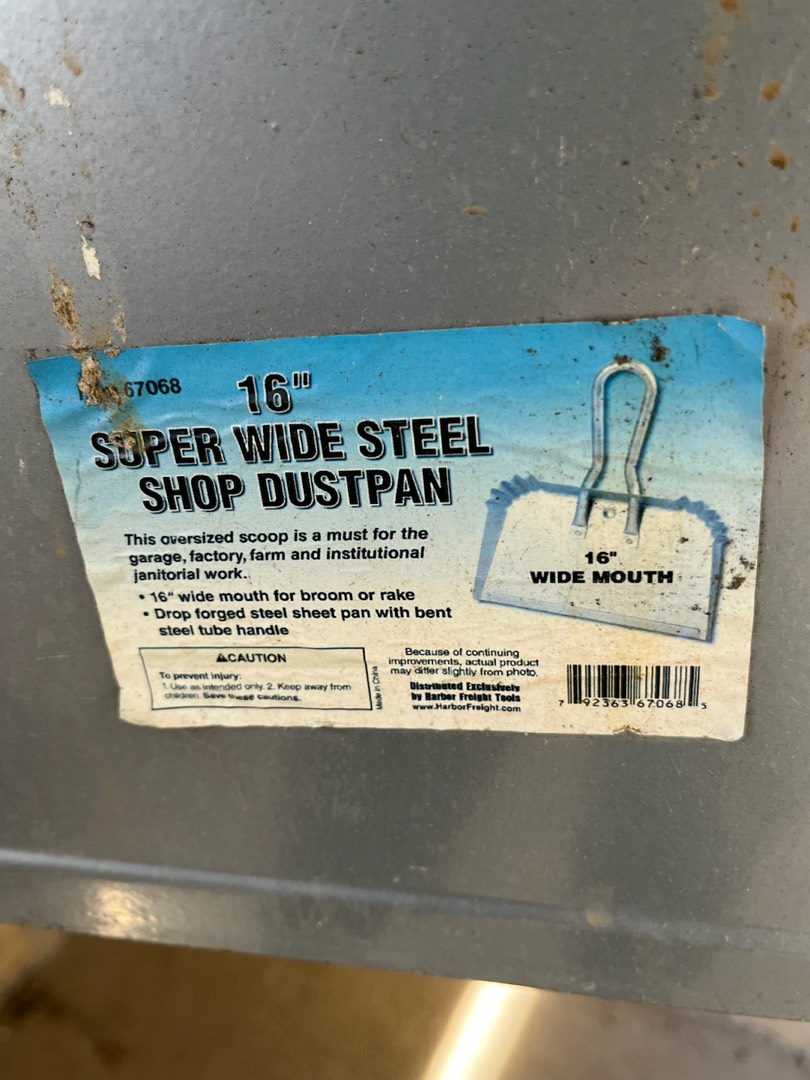 67068
16"
SUPER WIDE STEEL
SHOP DUSTPAN
This oversized scoop is a must for the
garage, factory, farm and institutional
janitorial work.
• 16" wide mouth for broom or rake
• Drop forged steel sheet pan with bent
steel tube handle
16"
WIDE MOUTH
⚠CAUTION
To prevent injury:
1. Use as intended only. 2. Keep away from
children. Save these cautions.
Made in China
Because of continuing
improvements, actual product
may differ slightly from photo.
Distributed Exclusively
by Harbor Freight Tools
www.HarborFreight.com
7 92363 67068 5